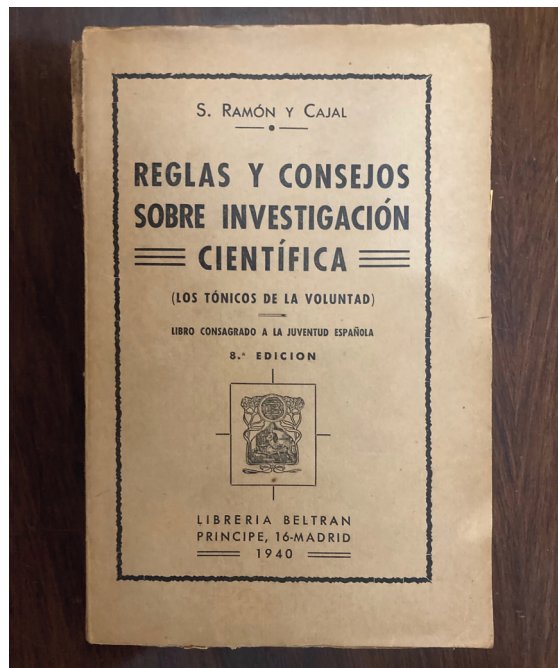 S. RAMÓN Y CAJAL
REGLAS Y CONSEJOS
SOBRE INVESTIGACIÓN
CIENTÍFICA
(LOS TÓNICOS DE LA VOLUNTAD)
LIBRO CONSAGRADO A LA JUVENTUD ESPAÑOLA
8.ª EDICION
LIBRERIA BELTRAN
PRINCIPE, 16-MADRID
1940